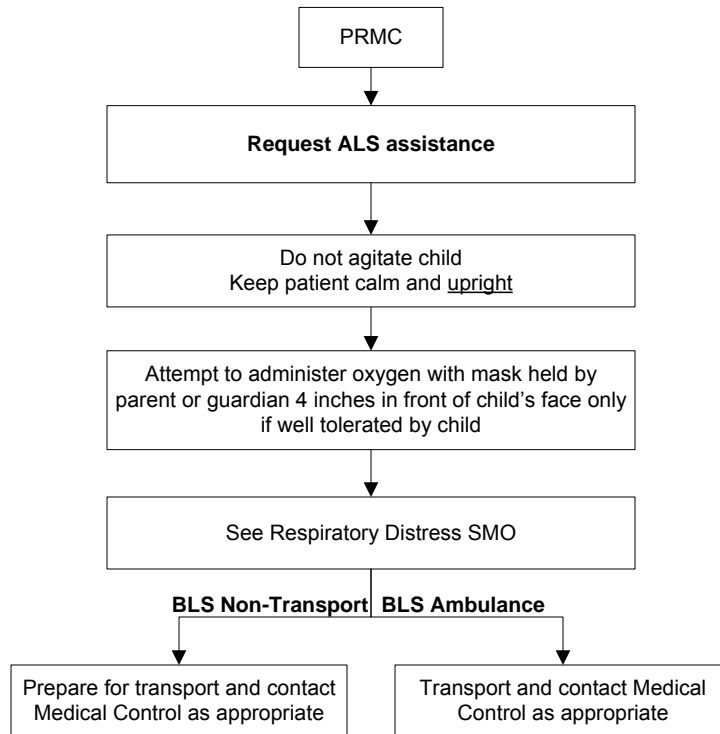 PRMC
Request ALS assistance
Do not agitate child
Keep patient calm and upright
Attempt to administer oxygen with mask held by
parent or guardian 4 inches in front of child’s face only
if well tolerated by child
See Respiratory Distress SMO
BLS Non-Transport
BLS Ambulance
Prepare for transport and contact
Medical Control as appropriate
Transport and contact Medical
Control as appropriate